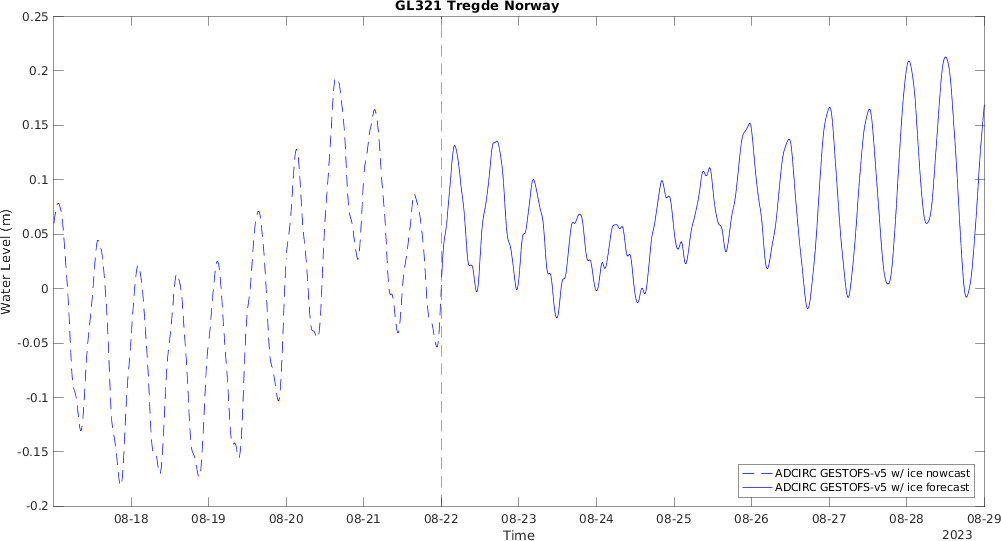 GL321 Tregde Norway
0.25
0.2
0.15
0.1
0.05
0
-0.05
-0.1
-0.15
-0.2
Water Level (m)
ADCIRC GESTOFS-v5 w/ ice nowcast
ADCIRC GESTOFS-v5 w/ ice forecast
08-18 08-19 08-20 08-21 08-22 08-23 08-24 08-25 08-26 08-27 08-28 08-29
Time
2023